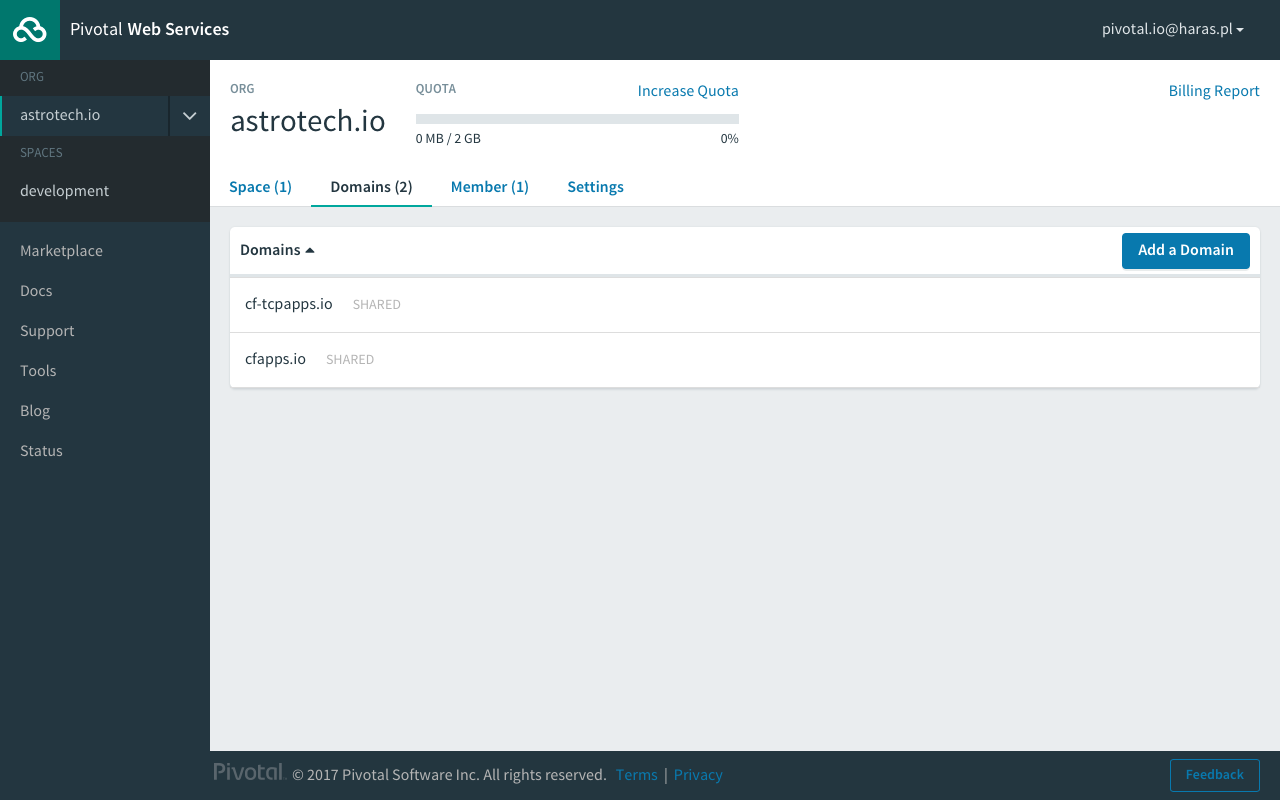 Pivotal Web Services
pivotal.io@haras.pl
ORG
astrotech.io
SPACES
development
Marketplace
Docs
Support
Tools
Blog
Status
ORG
astrotech.io
QUOTA
Increase Quota
0 MB / 2 GB
0%
Billing Report
Space (1)
Domains (2)
Member (1)
Settings
Domains
Add a Domain
cf-tcpapps.io SHARED
cfapps.io SHARED
Pivotal. © 2017 Pivotal Software Inc. All rights reserved. Terms | Privacy
Feedback